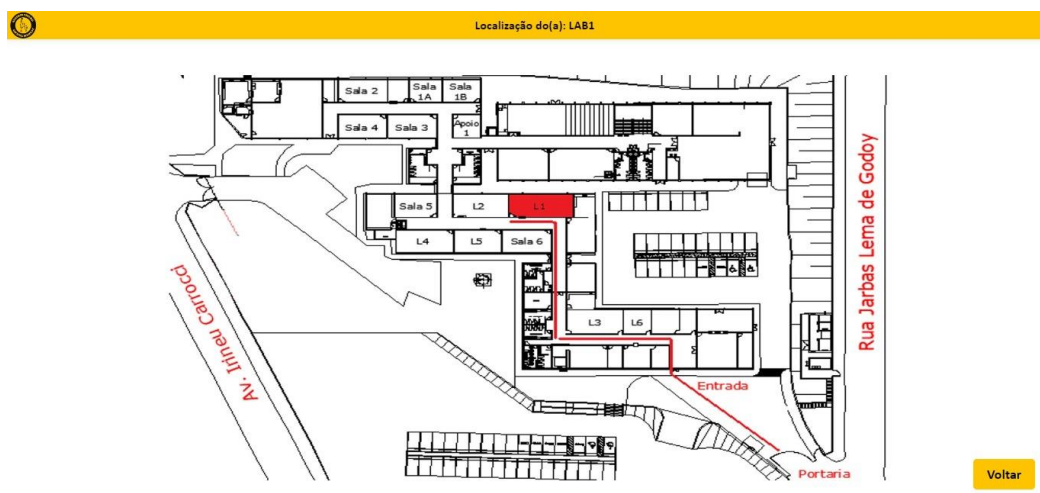 Localização do(a): LAB1
Sala 2
Sala
1A
Sala
1B
Sala 4
Sala 3
Apoio
1
Sala 5
L2
L1
L4
L5
Sala 6
L3
L6
Entrada
Portaria
Av. Irineu Carrocci
Rua Jarbas Lema de Godoy
Voltar